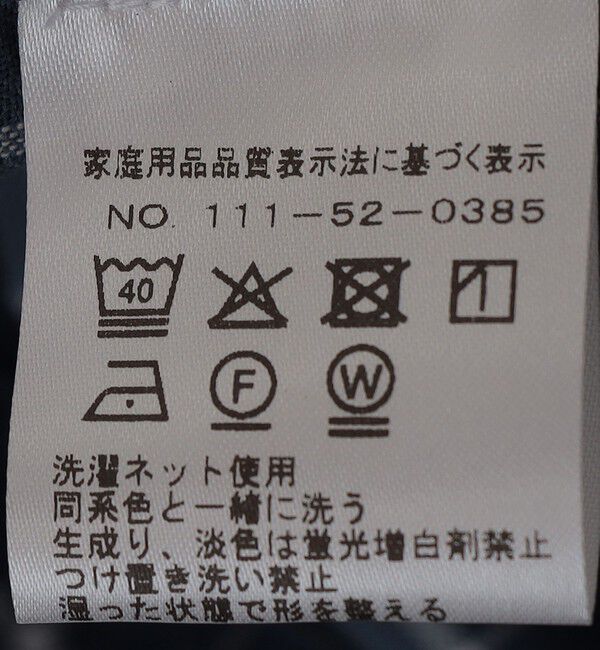 家庭用品品質表示法に基づく表示
NO. 111-52-0385
40
F W
洗濯ネット使用
同系色と一緒に洗う
生成り、淡色は蛍光増白剤禁止
つけ置き洗い禁止
湿った状態で形を整える